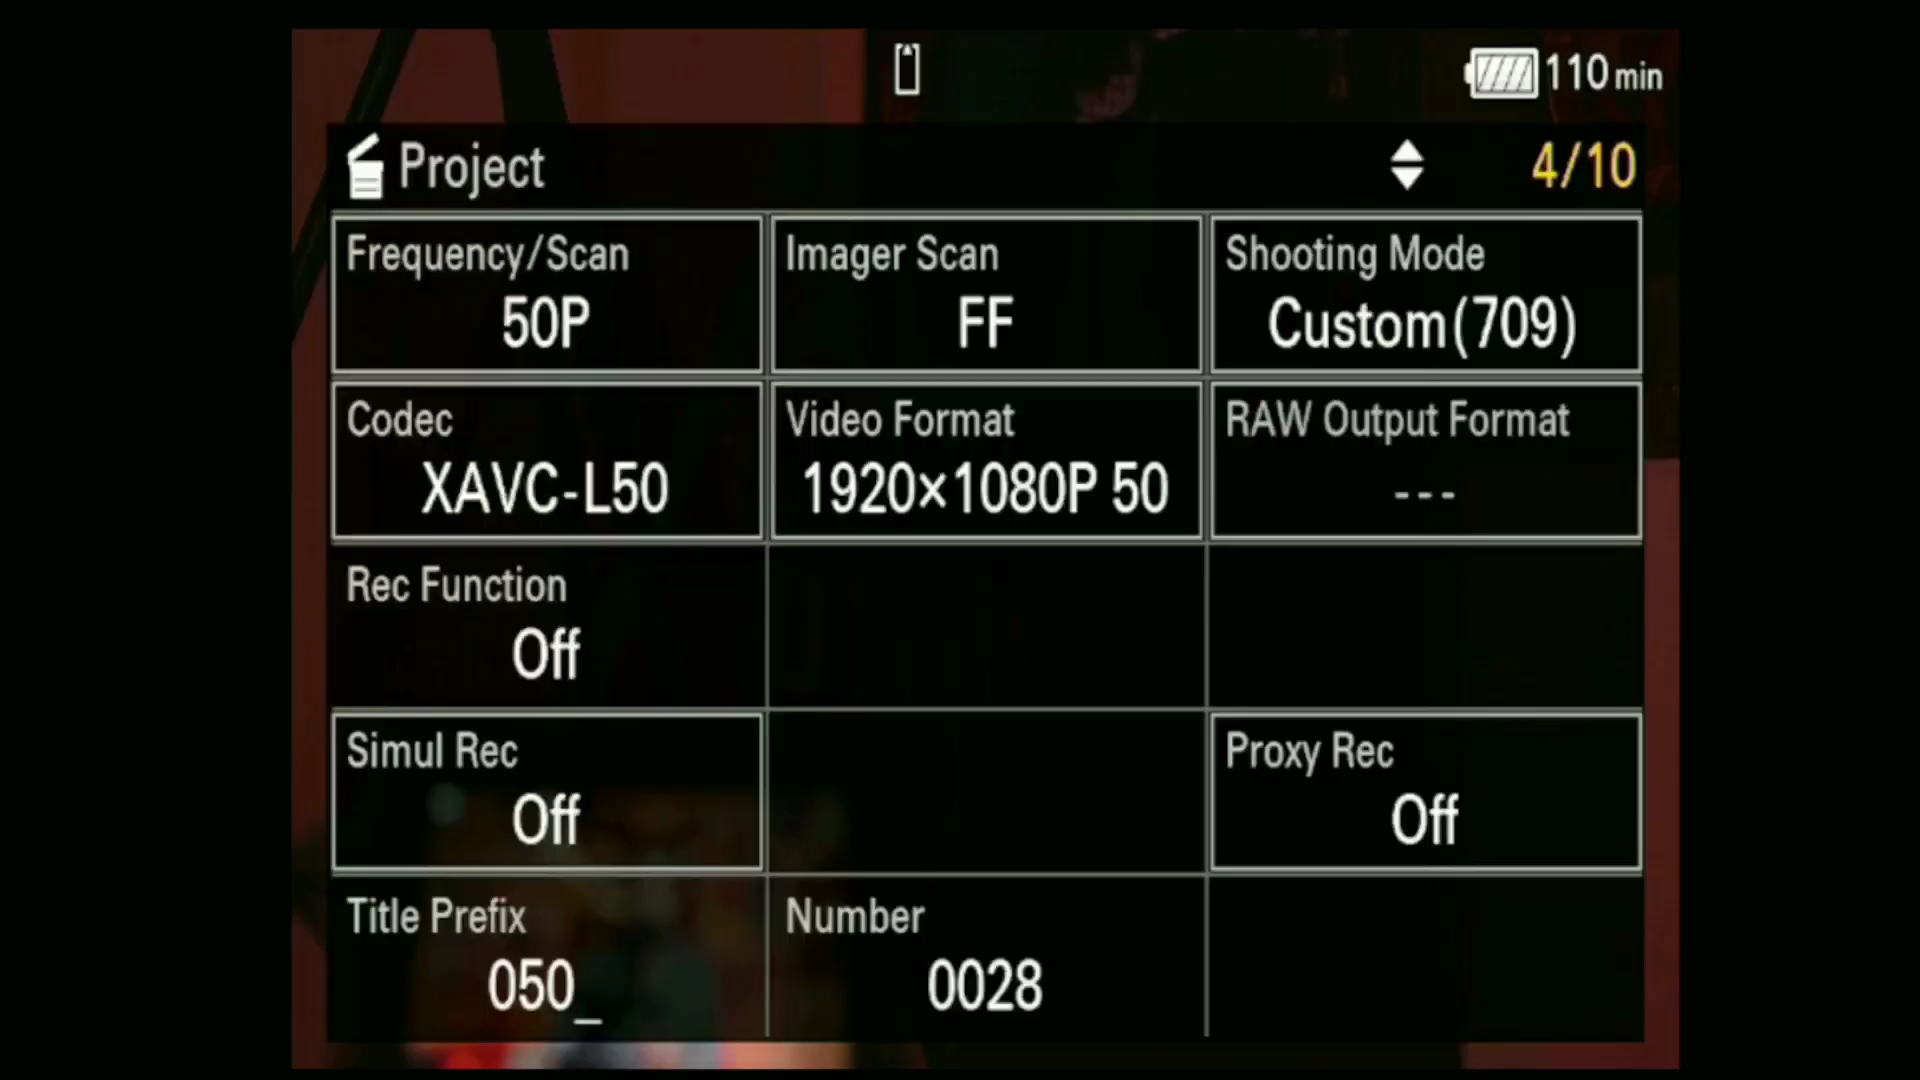 110 min
Project 4/10
Frequency/Scan
50P
Imager Scan
FF
Shooting Mode
Custom(709)
Codec
XAVC-L50
Video Format
1920×1080P 50
RAW Output Format
---
Rec Function
Off
Simul Rec
Off
Proxy Rec
Off
Title Prefix
050_
Number
0028